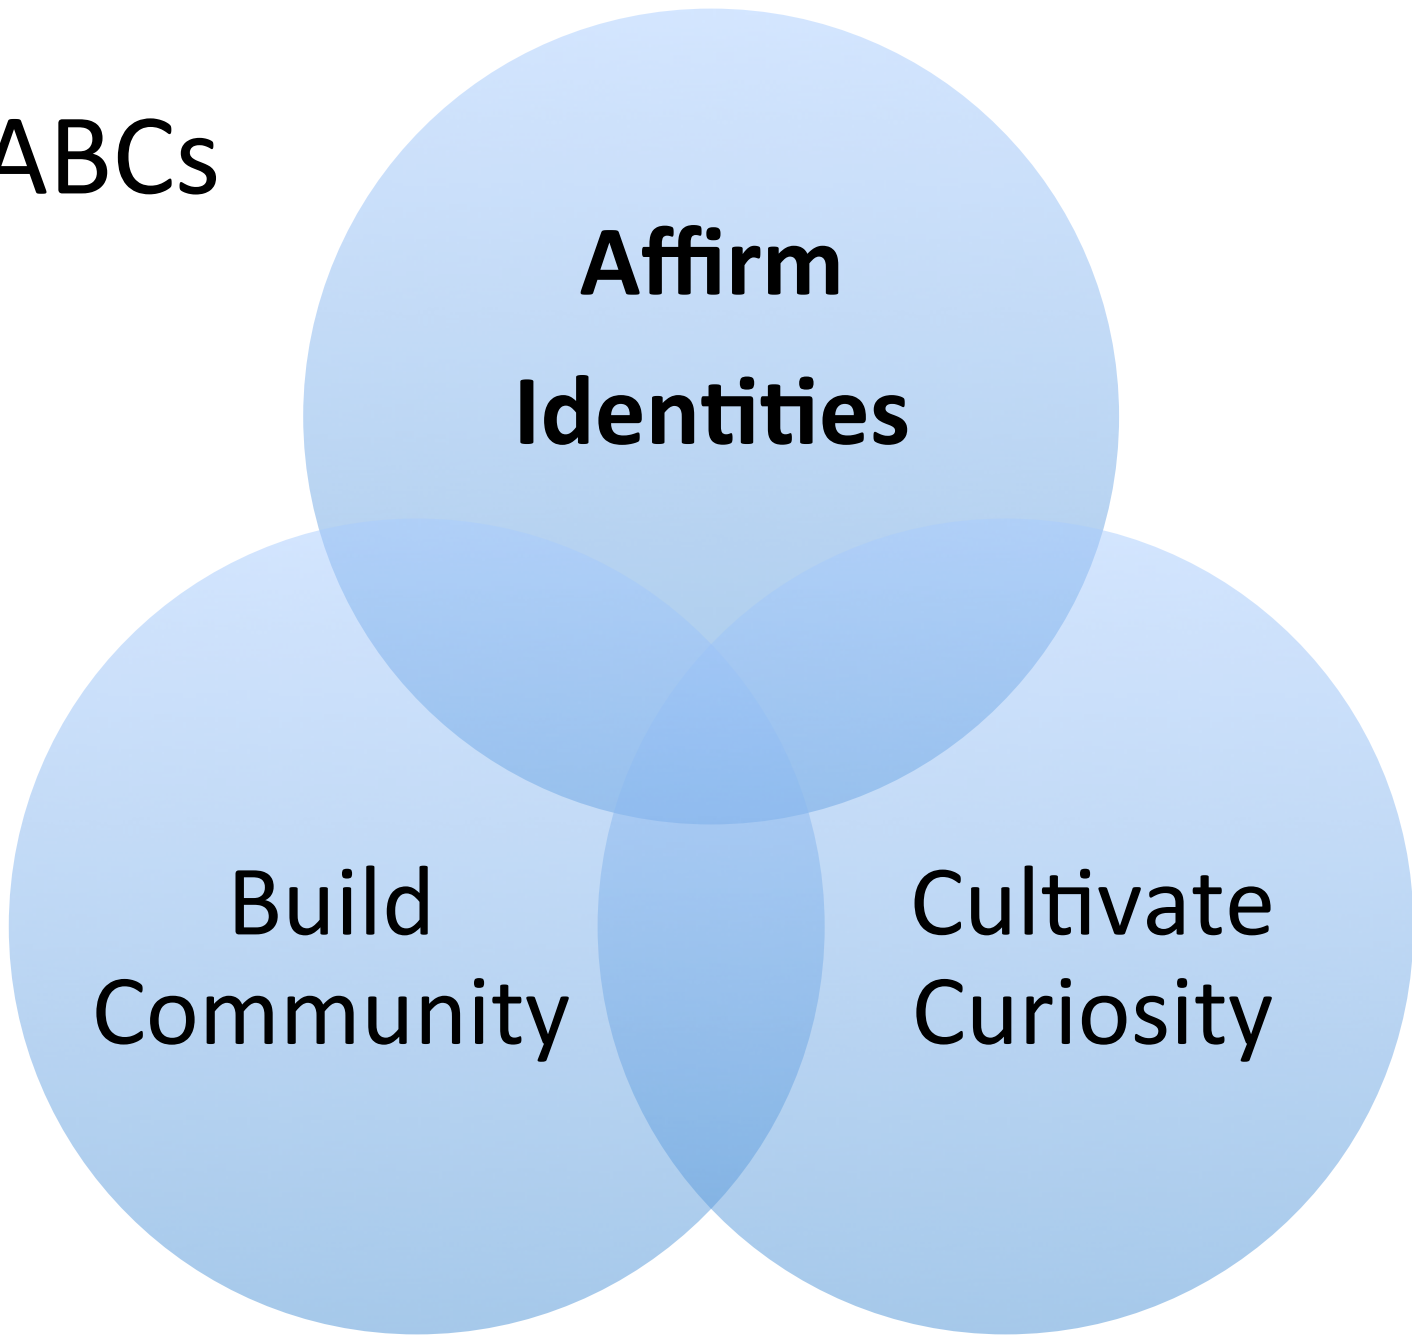 ABCs
Affirm
Identities
Build
Community
Cultivate
Curiosity